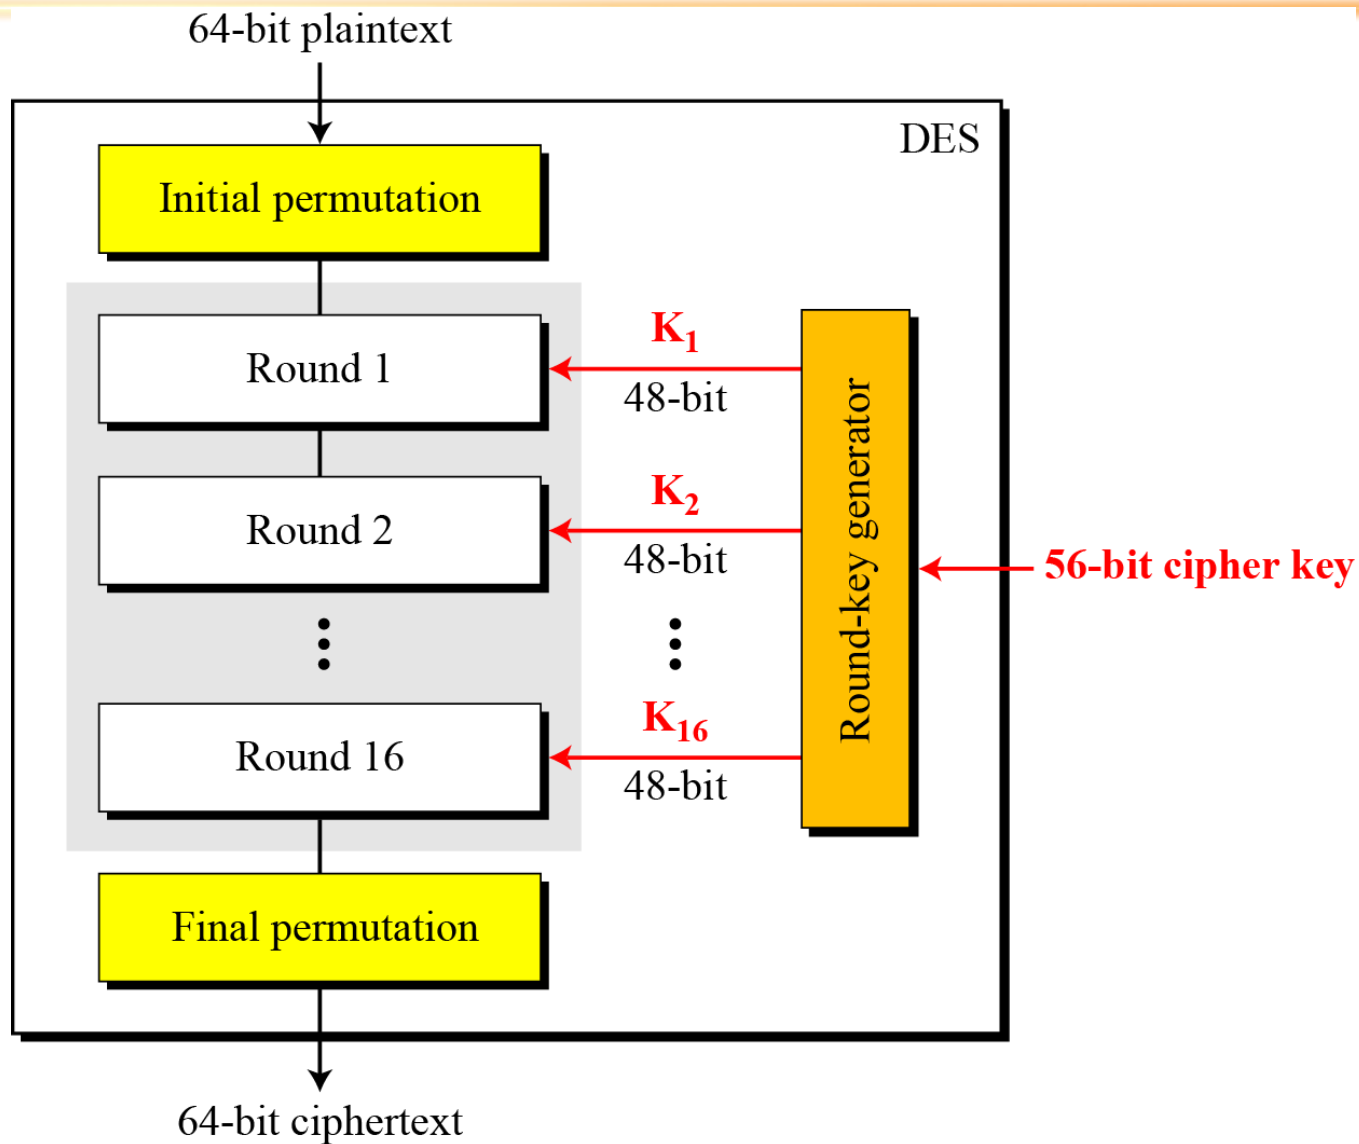 64-bit plaintext
DES
Initial permutation
Round 1
K1
48-bit
Round 2
K2
48-bit
Round-key generator
56-bit cipher key
Round 16
K16
48-bit
Final permutation
64-bit ciphertext